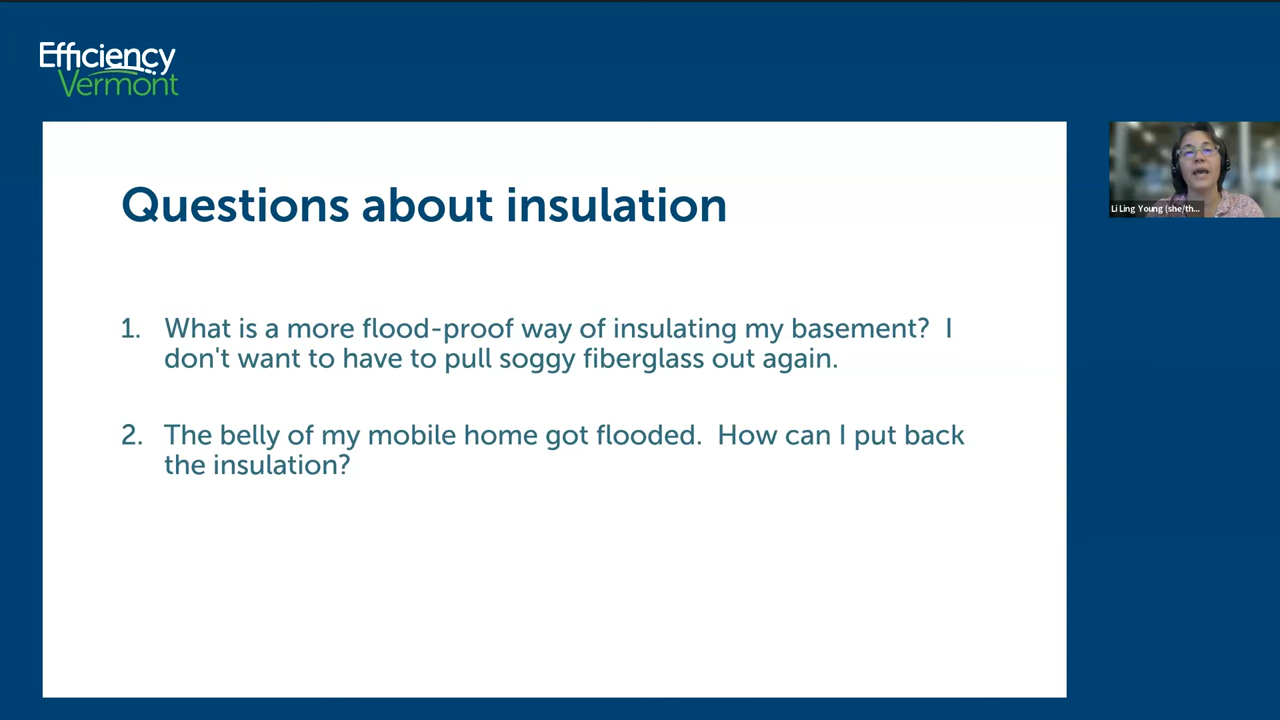 Efficiency
Vermont
Questions about insulation
1. What is a more flood-proof way of insulating my basement? I
don't want to have to pull soggy fiberglass out again.
2. The belly of my mobile home got flooded. How can I put back
the insulation?
Li Ling Young (she/th...